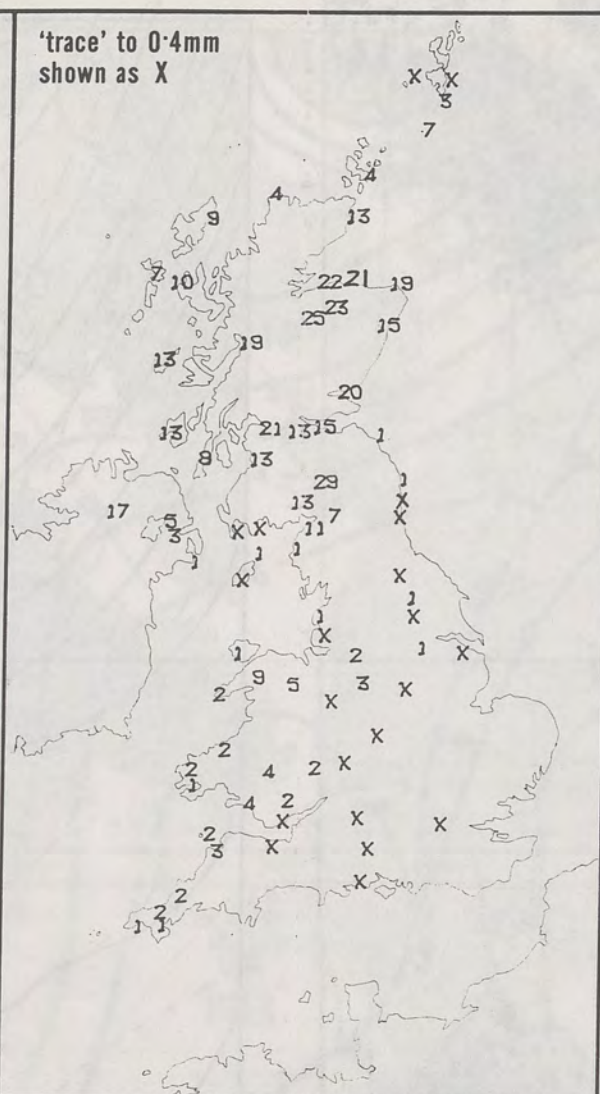 'trace' to 0·4mm
shown as X
X X
3
7
4
4
9 13
7 10 22 21 19
25 23 15
13 19
20
13 21 13 15 1
8 13
29 1
17 13 X
5 7 X
3 X X 11
1 1 1
X X
1
1 X
X
1 2 1 X
9 5 3 X
2 X
X
2
2 4 2 X
1
4 2
X X X
2
3 X X
X
2
2
1 1